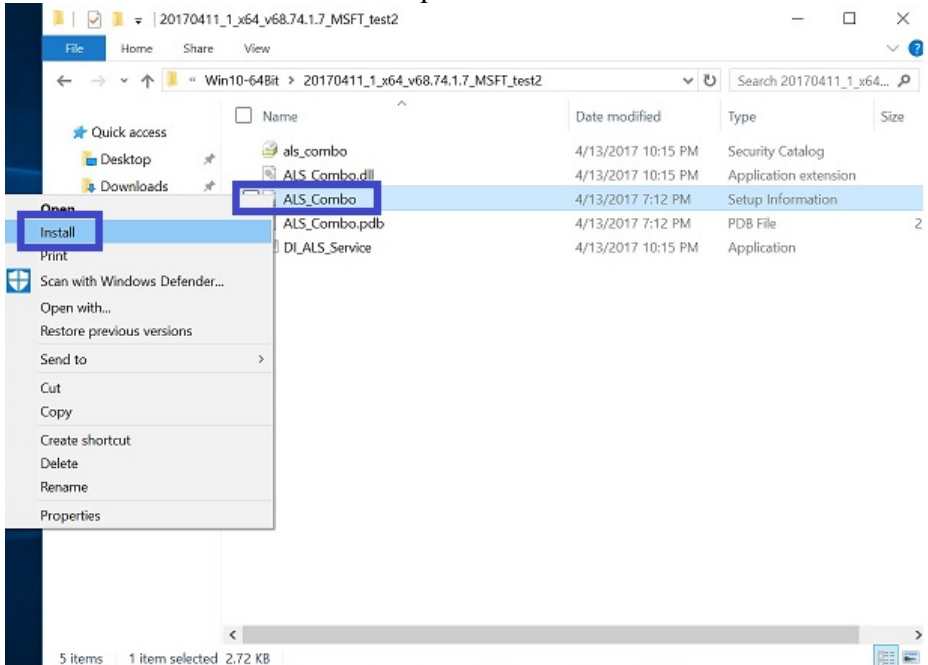 20170411_1_x64_v68.74.1.7_MSFT_test2
File Home Share View
« Win10-64Bit > 20170411_1_x64_v68.74.1.7_MSFT_test2
Search 20170411_1_x64...
Name Date modified Type Size
Quick access
Desktop
Downloads
als_combo 4/13/2017 10:15 PM Security Catalog
ALS_Combo.dll 4/13/2017 10:15 PM Application extension
ALS_Combo 4/13/2017 7:12 PM Setup Information
ALS_Combo.pdb 4/13/2017 7:12 PM PDB File 2
DI_ALS_Service 4/13/2017 10:15 PM Application
Open
Install
Print
Scan with Windows Defender...
Open with...
Restore previous versions
Send to >
Cut
Copy
Create shortcut
Delete
Rename
Properties
5 items 1 item selected 2.72 KB